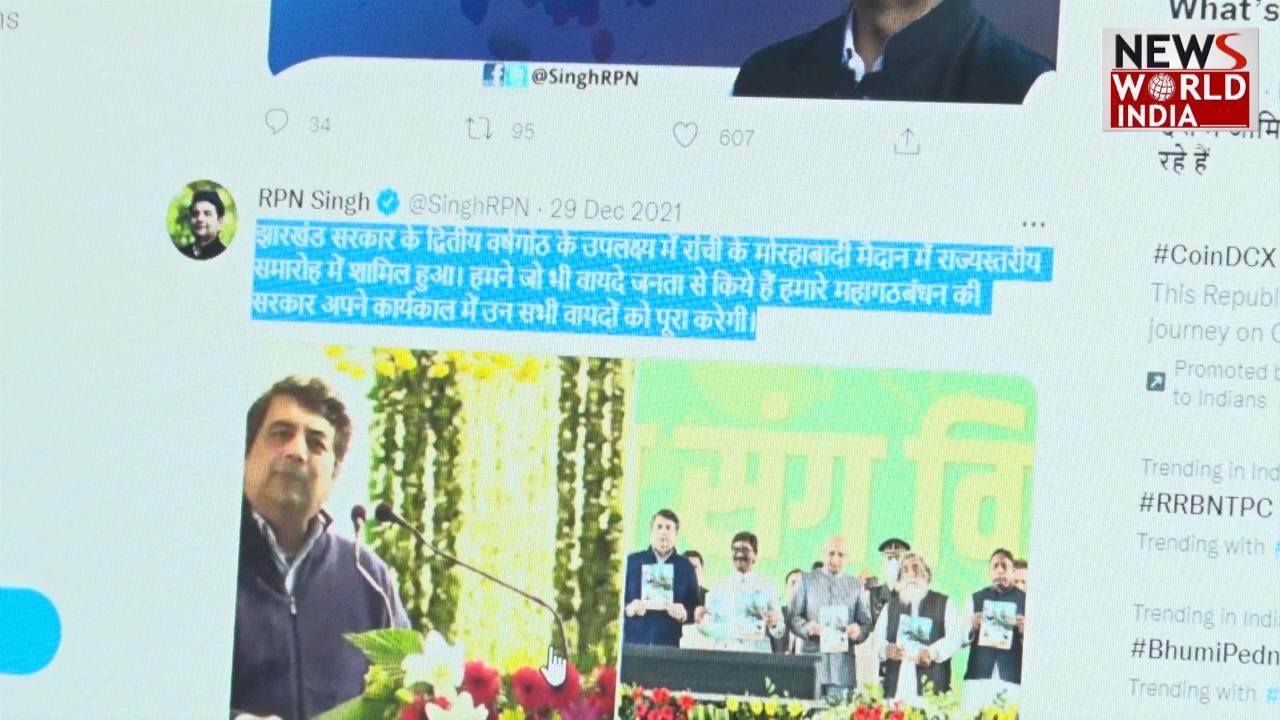 What's
NEWS
WORLD
INDIA
@SinghRPN
34 95 607
रहे हैं
RPN Singh @SinghRPN · 29 Dec 2021
...
झारखंड सरकार के द्वितीय वर्षगांठ के उपलक्ष्य में रांची के मोरहाबादी मैदान में राज्यस्तरीय
समारोह में शामिल हुआ। हमने जो भी वायदे जनता से किये हैं हमारे महागठबंधन की
सरकार अपने कार्यकाल में उन सभी वायदों को पूरा करेगी।
#CoinDCX
This Republ
journey on
Promoted b
to Indians
संग वि
Trending in Ind
#RRBNTPC
Trending with #
Trending in Indi
#BhumiPedn
Trending with #